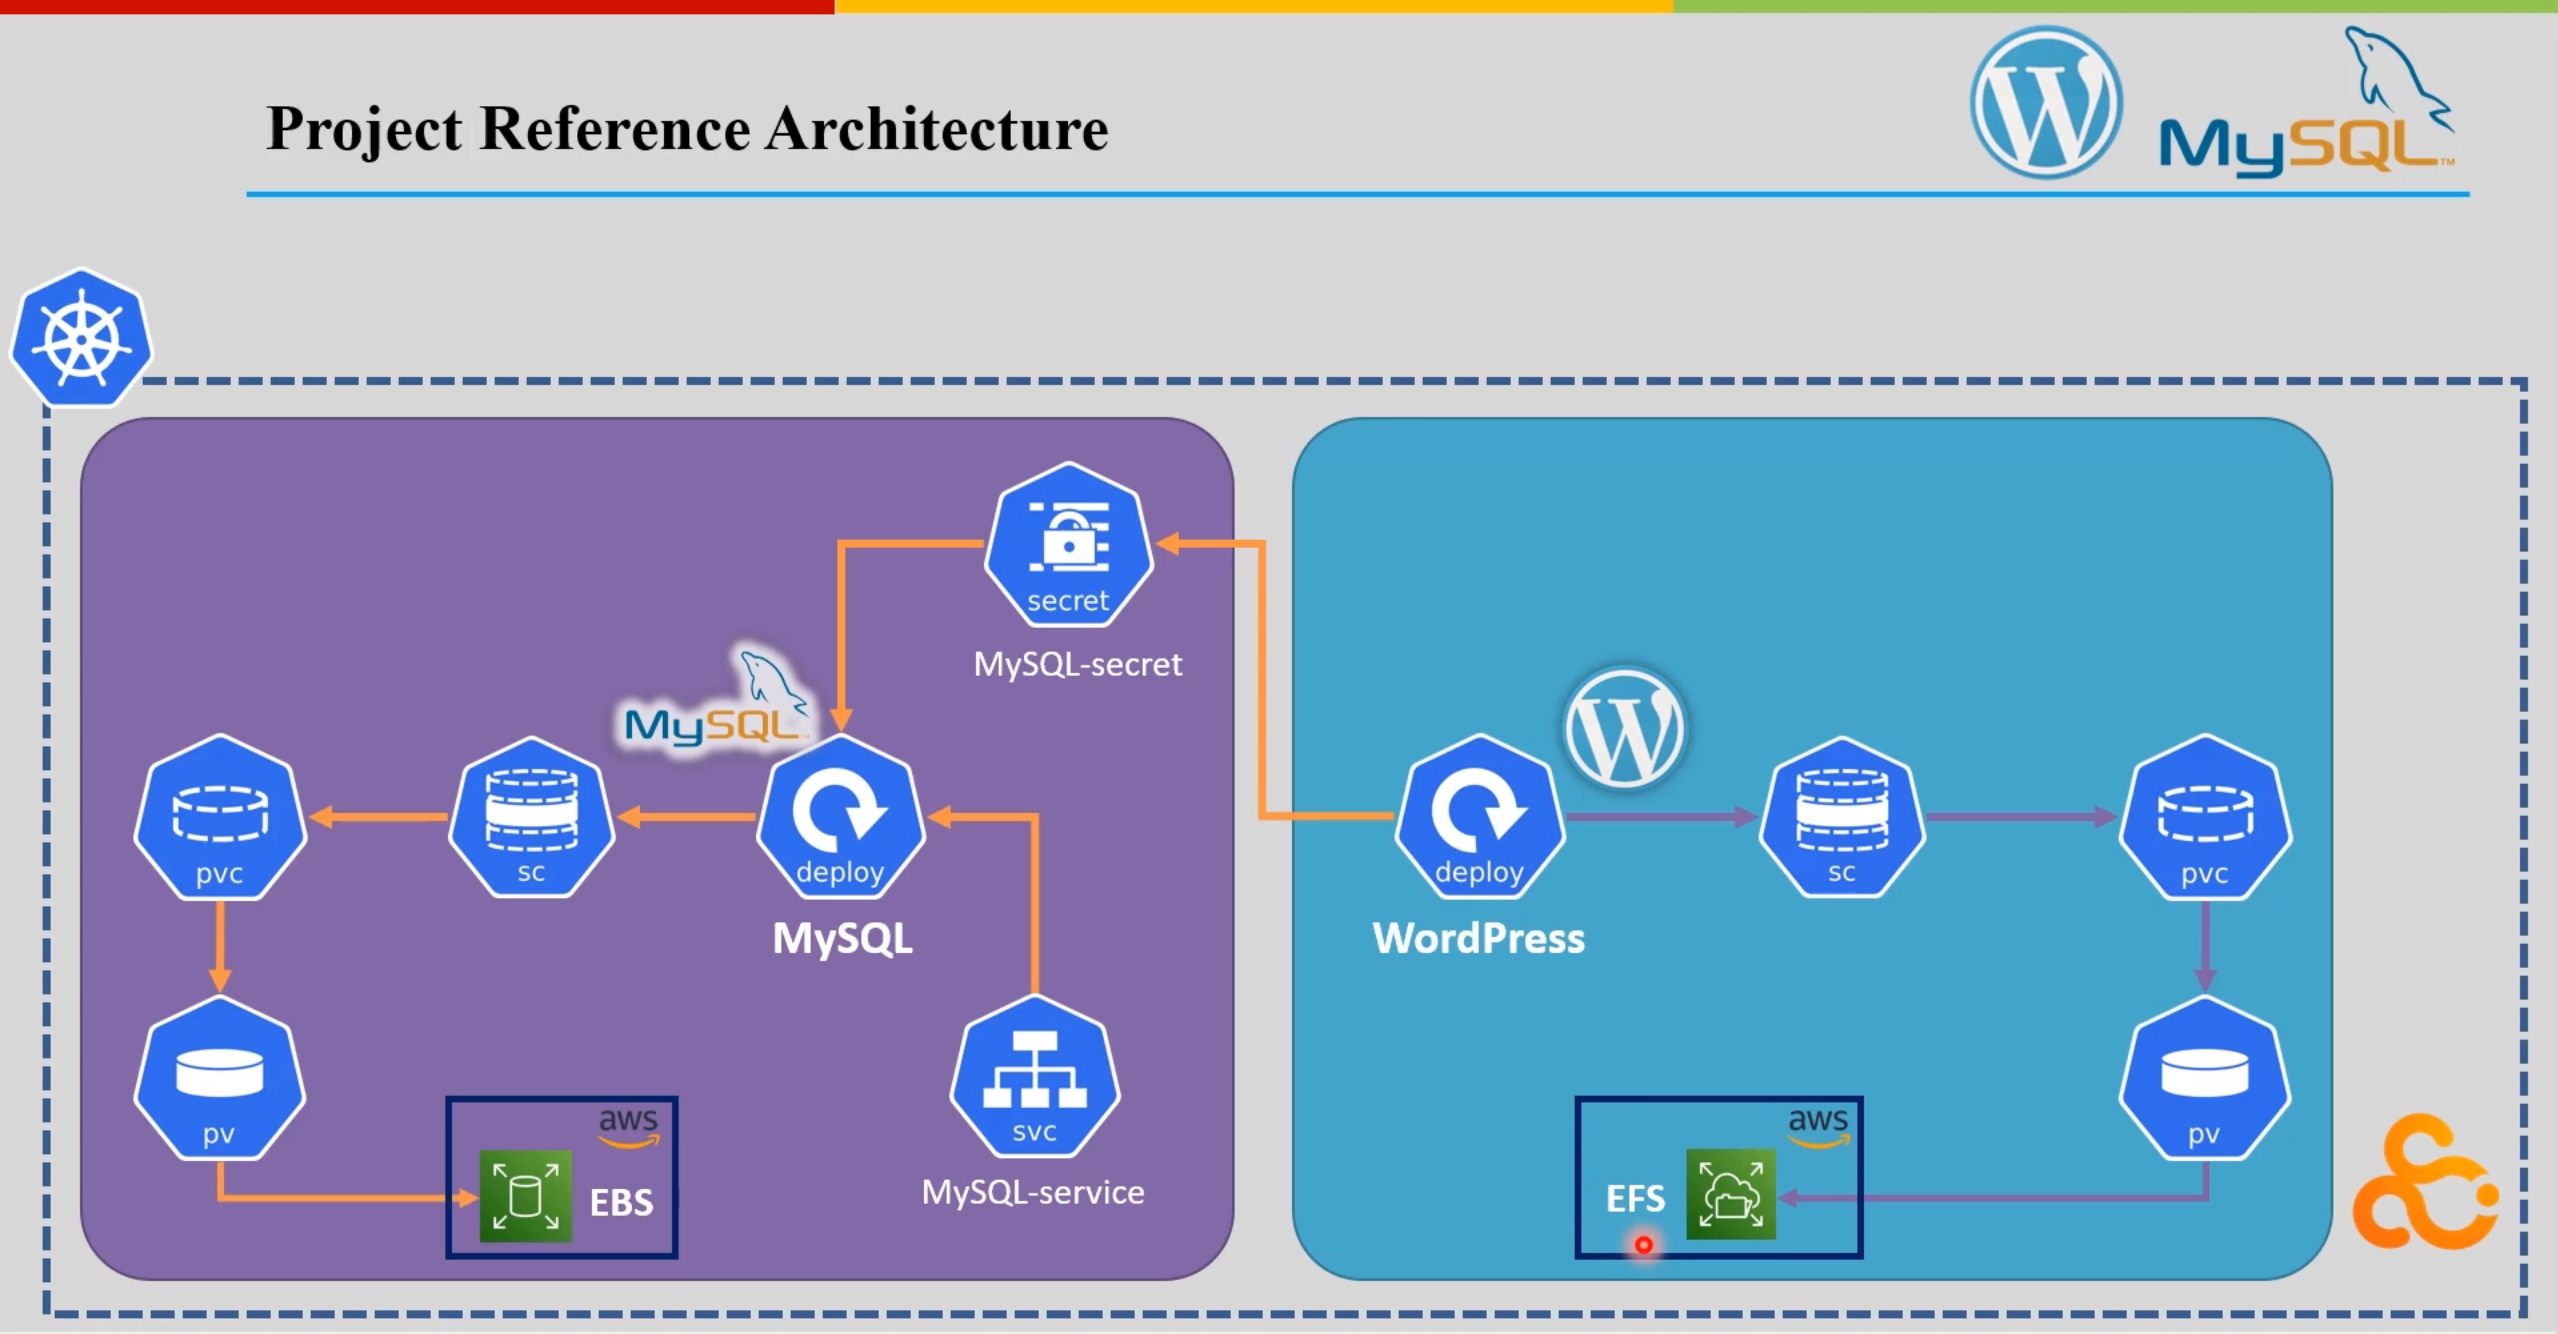 Project Reference Architecture
W
MySQL™
secret
MySQL-secret
MySQL
W
pvc
sc
deploy
MySQL
deploy
WordPress
sc
pvc
pv
aws
EBS
svc
MySQL-service
aws
EFS
pv